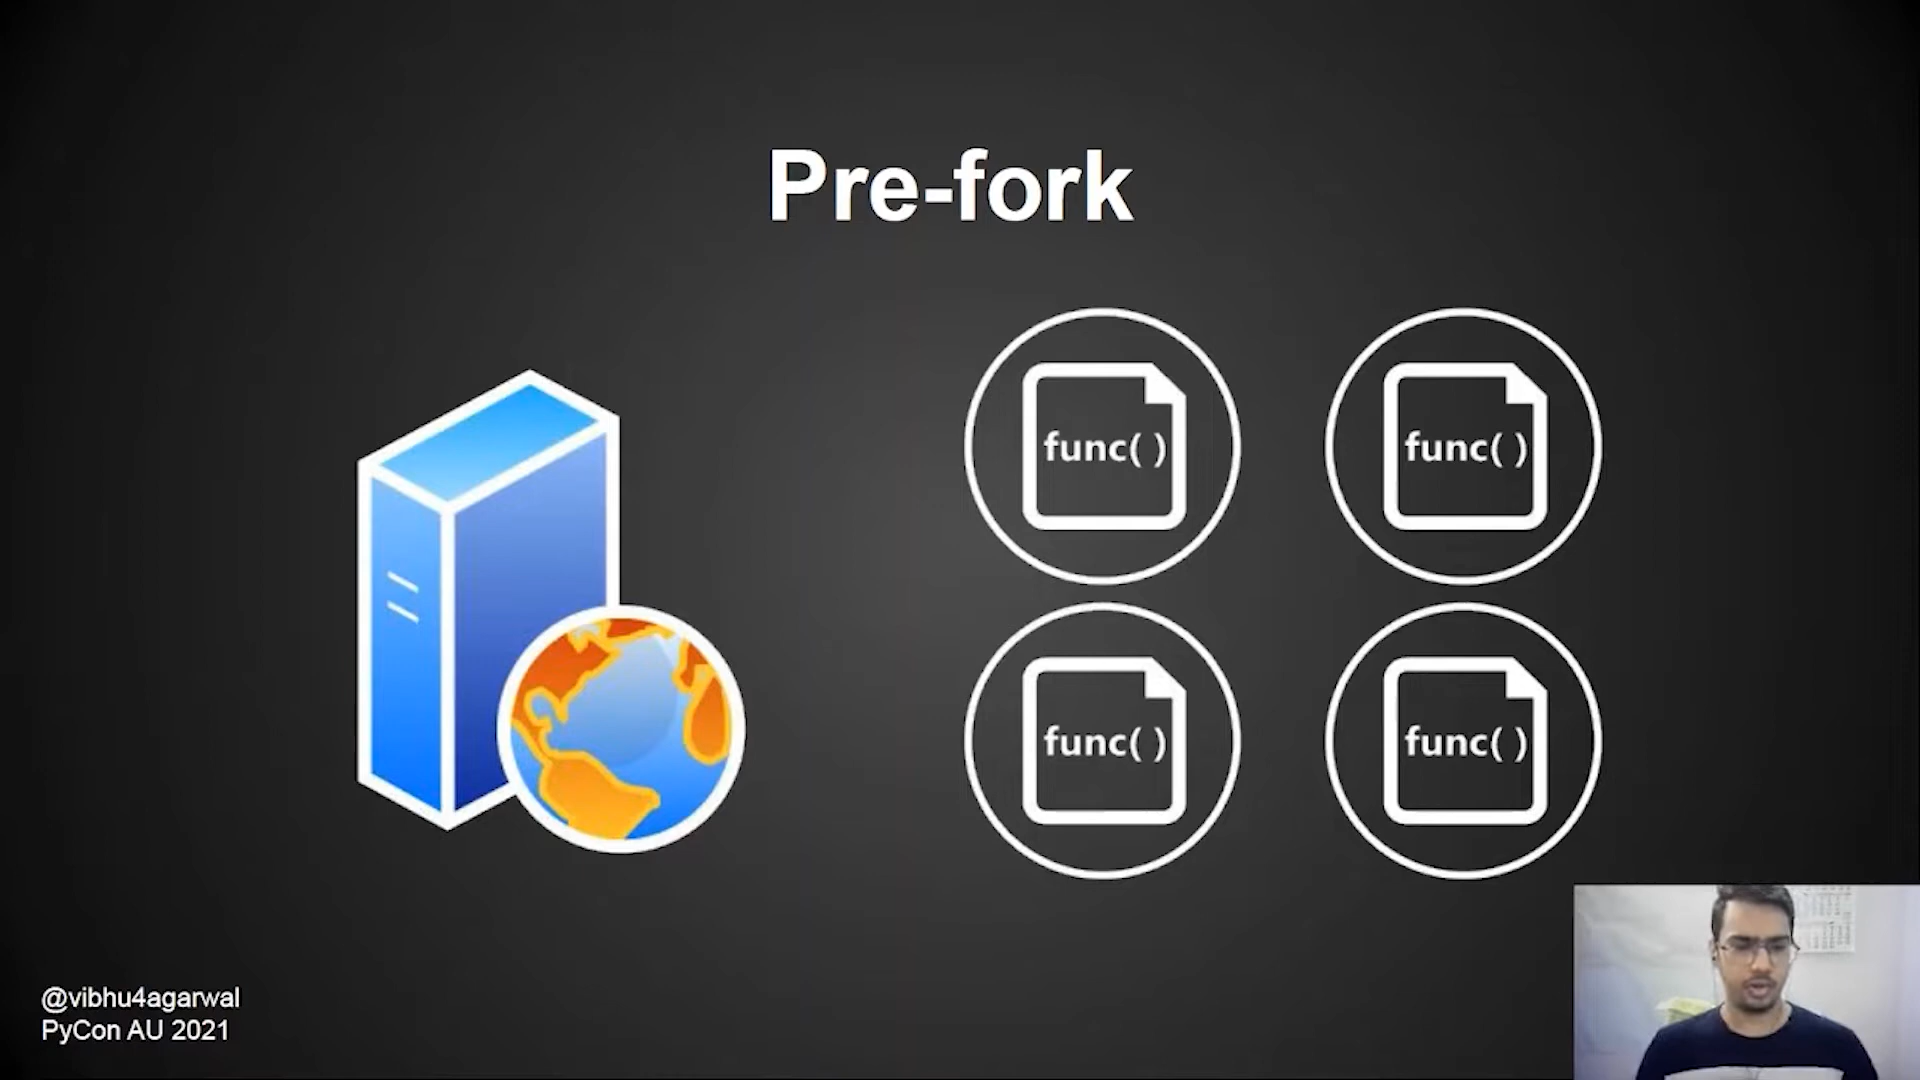 Pre-fork
func( )
func( )
func( )
func( )
@vibhu4agarwal
PyCon AU 2021